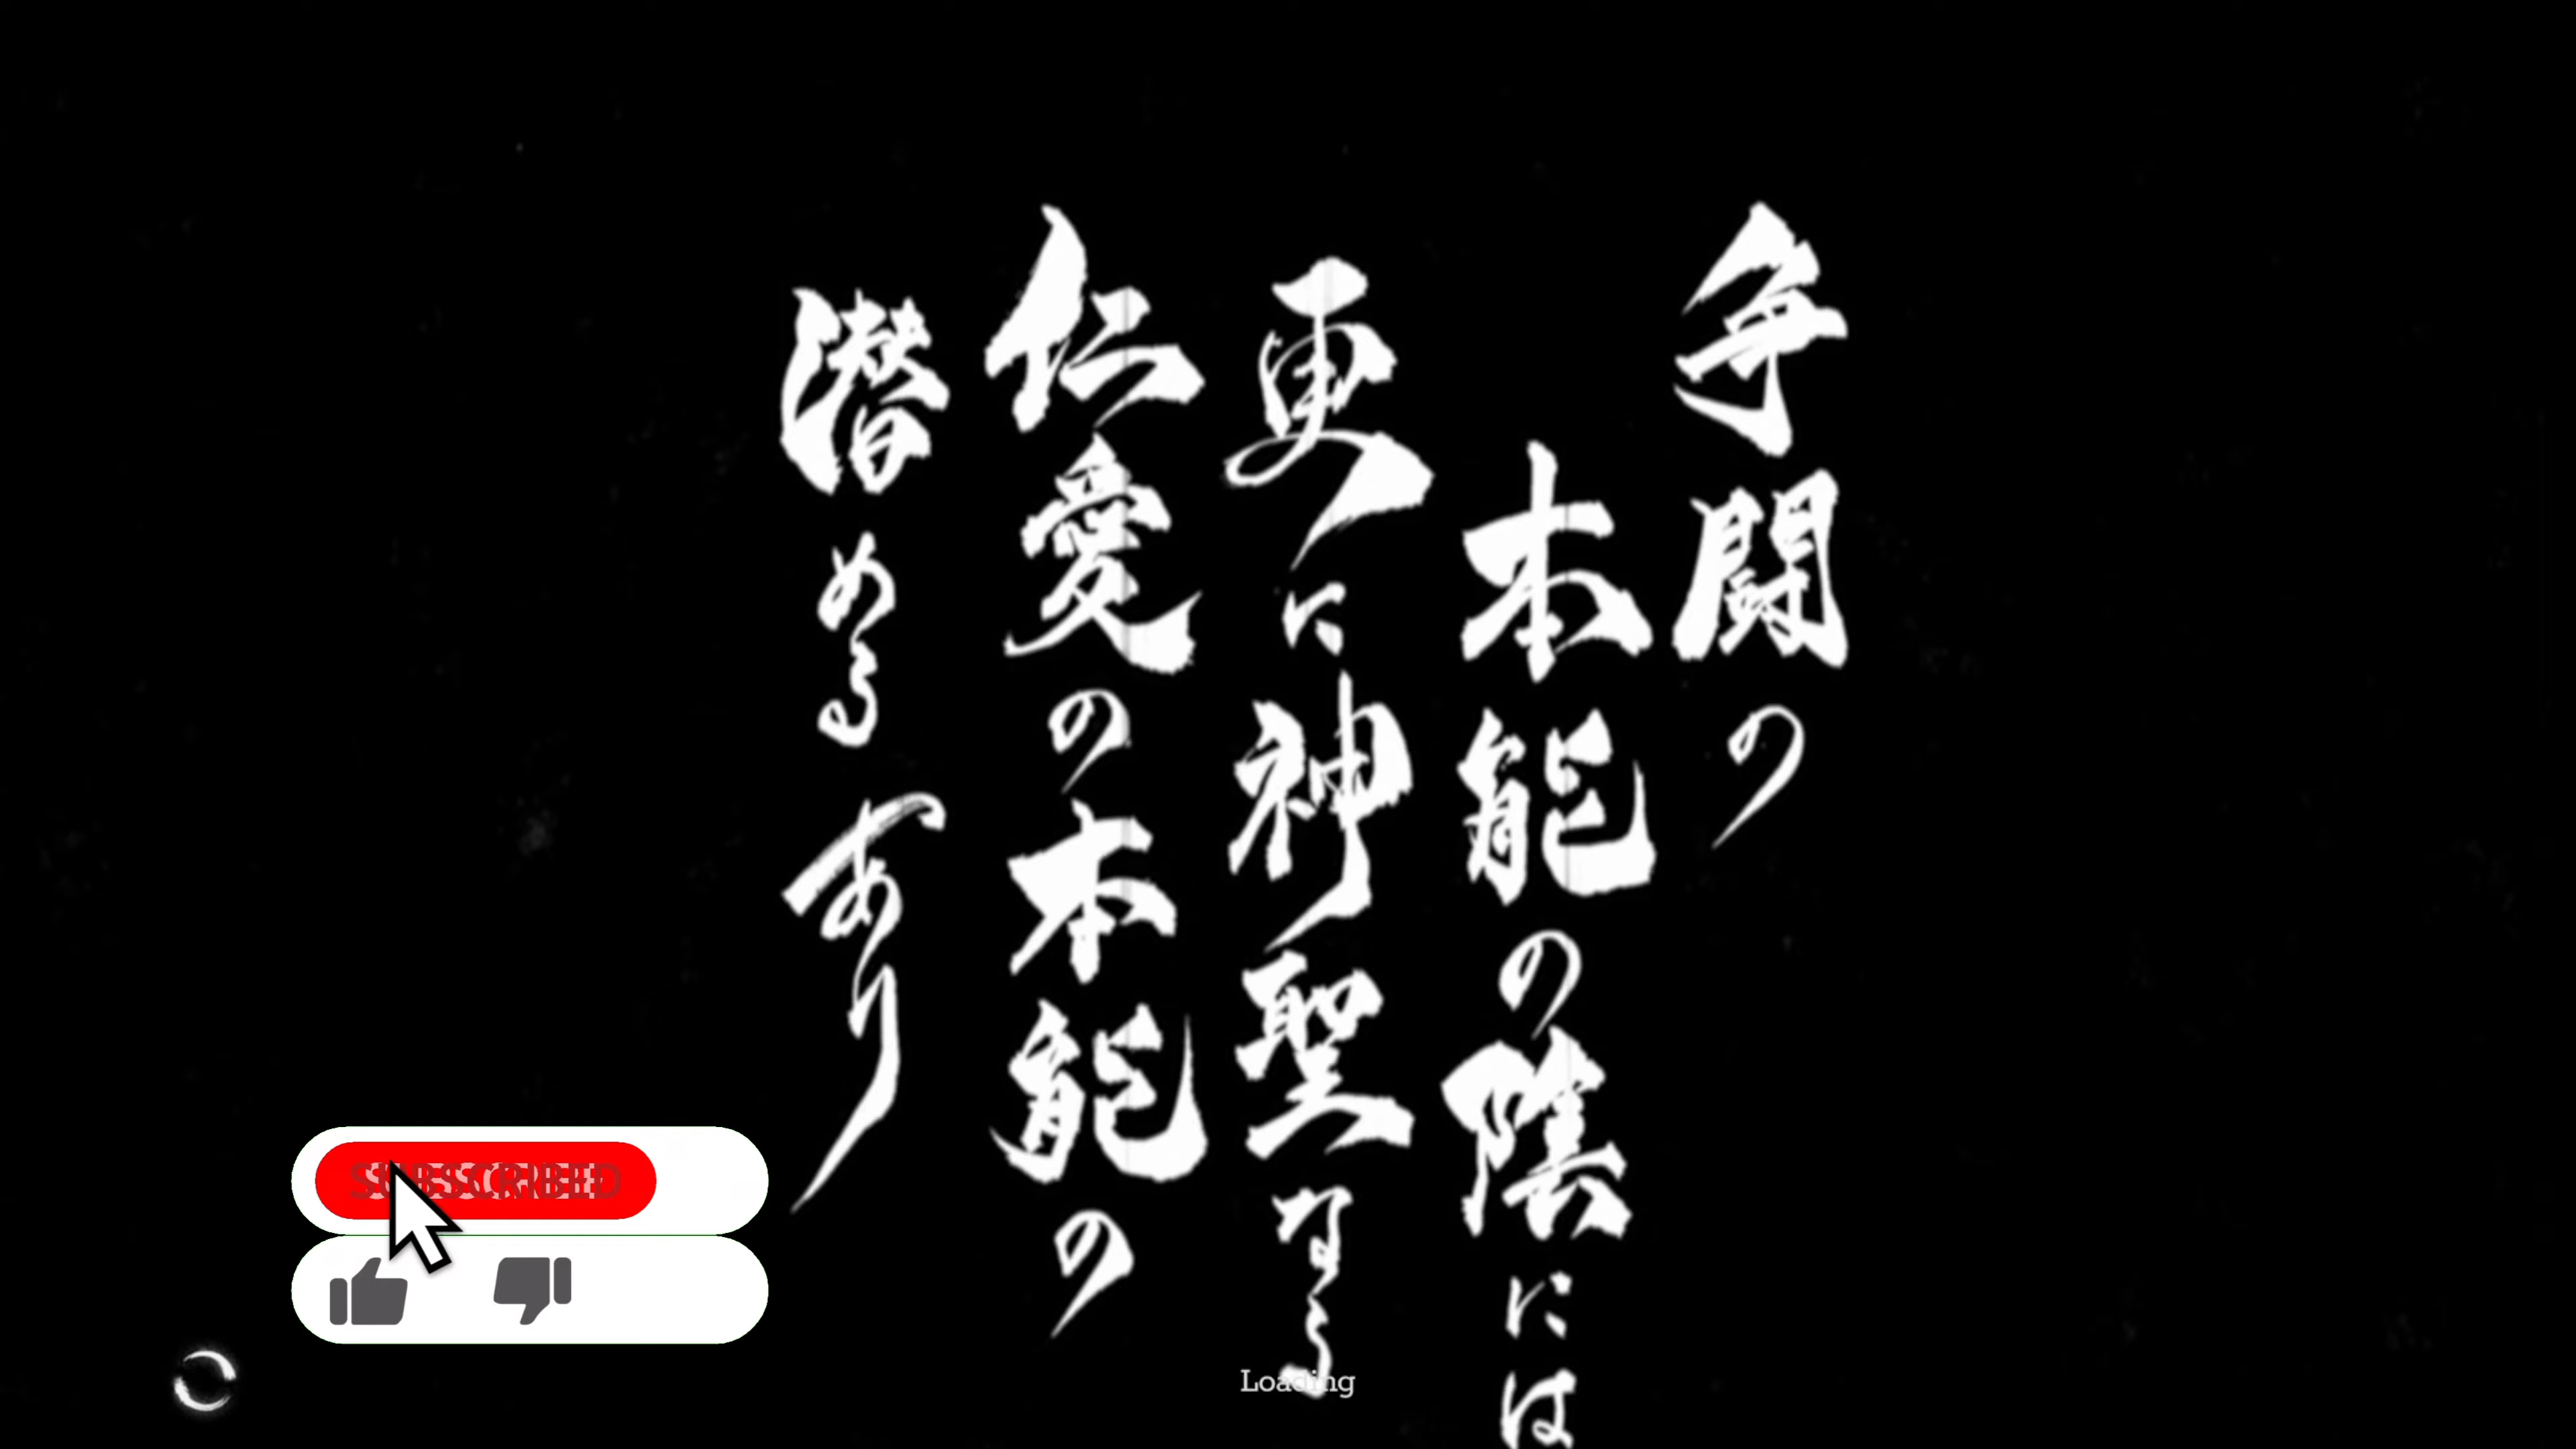 争闘の
本能の陰には
更に神聖なる
仁愛の本能の
潜めるあり
Loading